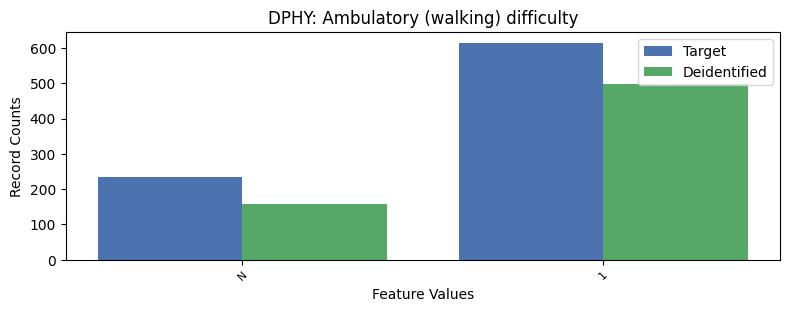 DPHY: Ambulatory (walking) difficulty
Target
Deidentified
Record Counts
600
500
400
300
200
100
0
N
1
Feature Values